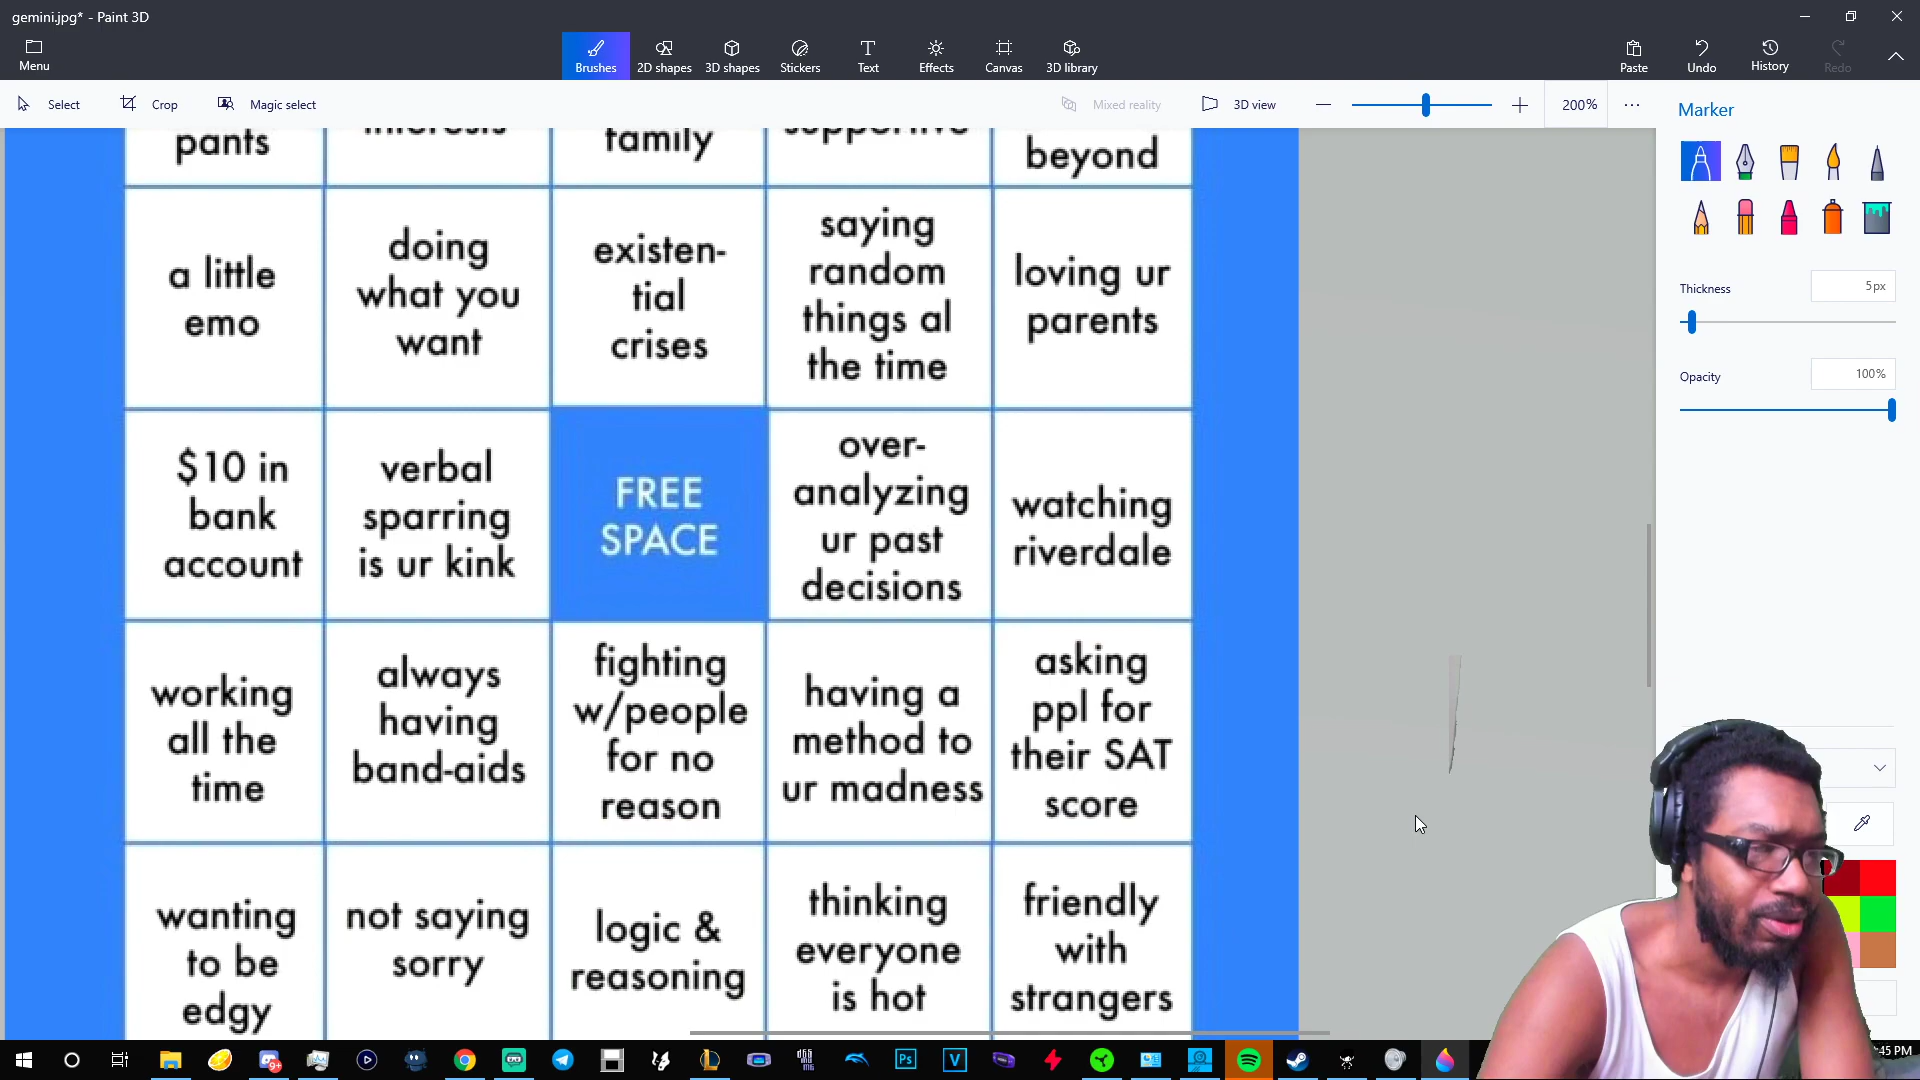 gemini.jpg* - Paint 3D
Menu
Brushes
2D shapes
3D shapes
Stickers
Text
Effects
Canvas
3D library
Paste
Undo
History
Redo
Select
Crop
Magic select
Mixed reality
3D view
200%
Marker
Thickness
5px
Opacity
100%
pants
interests
family
supportive
beyond
a little
emo
doing
what you
want
existen-
tial
crises
saying
random
things al
the time
loving ur
parents
$10 in
bank
account
verbal
sparring
is ur kink
FREE
SPACE
over-
analyzing
ur past
decisions
watching
riverdale
working
all the
time
always
having
band-aids
fighting
w/people
for no
reason
having a
method to
ur madness
asking
ppl for
their SAT
score
wanting
to be
edgy
not saying
sorry
logic &
reasoning
thinking
everyone
is hot
friendly
with
strangers
Ps
V
:45 PM